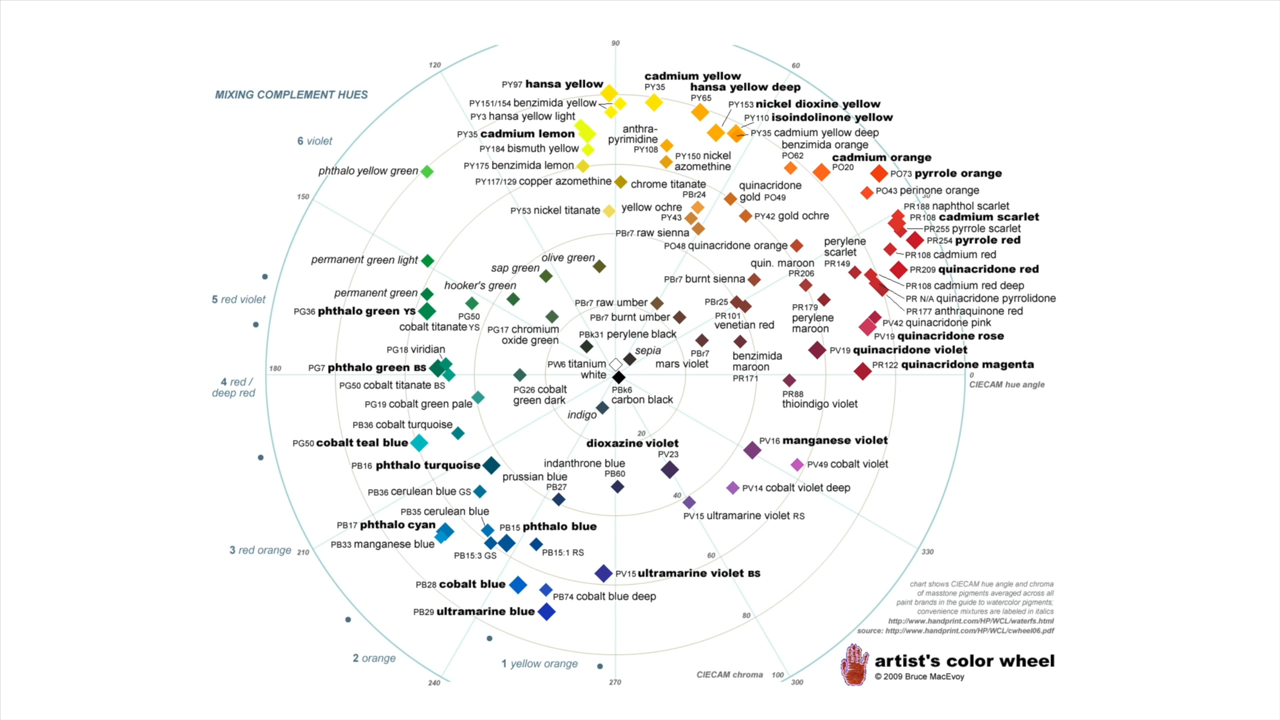 90
120
60
MIXING COMPLEMENT HUES
PY97 hansa yellow
cadmium yellow
PY35
hansa yellow deep
PY65
PY151/154 benzimida yellow
PY153 nickel dioxine yellow
PY3 hansa yellow light
PY110 isoindolinone yellow
PY35 cadmium lemon
anthra-
pyrimidine
PY108
PY35 cadmium yellow deep
benzimida orange
PO62
6 violet
PY184 bismuth yellow
PY150 nickel
azomethine
cadmium orange
PO20
PY175 benzimida lemon
phthalo yellow green
PO73 pyrrole orange
PY117/129 copper azomethine
chrome titanate
quinacridone
gold PO49
PO43 perinone orange
150
30
PBr24
PY53 nickel titanate
yellow ochre
PY43
PY42 gold ochre
PR188 naphthol scarlet
PR108 cadmium scarlet
PR255 pyrrole scarlet
PBr7 raw sienna
PR254 pyrrole red
PO48 quinacridone orange
perylene
scarlet
PR149
PR108 cadmium red
permanent green light
olive green
sap green
quin. maroon
PR206
PR209 quinacridone red
PBr7 burnt sienna
PR108 cadmium red deep
hooker's green
permanent green
PR N/A quinacridone pyrrolidone
5 red violet
PG36 phthalo green YS
PG50
cobalt titanate YS
PBr7 raw umber
PBr25
PR101
venetian red
PR179
perylene
maroon
PR177 anthraquinone red
PBr7 burnt umber
PV42 quinacridone pink
PG17 chromium
oxide green
PBk31 perylene black
PV19 quinacridone rose
PG18 viridian
sepia
PBr7
mars violet
benzimida
maroon
PR171
PV19 quinacridone violet
180
PG7 phthalo green BS
PW6 titanium
white
PR122 quinacridone magenta
0
CIECAM hue angle
4 red /
deep red
PG50 cobalt titanate BS
PG26 cobalt
green dark
PBk6
carbon black
PR88
thioindigo violet
PG19 cobalt green pale
indigo
PB36 cobalt turquoise
20
PG50 cobalt teal blue
dioxazine violet
PV23
PV16 manganese violet
PB16 phthalo turquoise
indanthrone blue
PB60
PV49 cobalt violet
prussian blue
PB27
PB36 cerulean blue GS
40
PV14 cobalt violet deep
PB35 cerulean blue
PV15 ultramarine violet RS
PB17 phthalo cyan
PB15 phthalo blue
PB33 manganese blue
3 red orange
210
330
PB15:3 GS
PB15:1 RS
60
PV15 ultramarine violet BS
PB28 cobalt blue
PB74 cobalt blue deep
PB29 ultramarine blue
80
chart shows CIECAM hue angle and chroma
of masstone pigments averaged across all
paint brands in the guide to watercolor pigments;
convenience mixtures are labeled in italics
http://www.handprint.com/HP/WCL/waterfs.html
source: http://www.handprint.com/HP/WCL/cwheel06.pdf
2 orange
1 yellow orange
CIECAM chroma
100
240
270
300
artist's color wheel
© 2009 Bruce MacEvoy